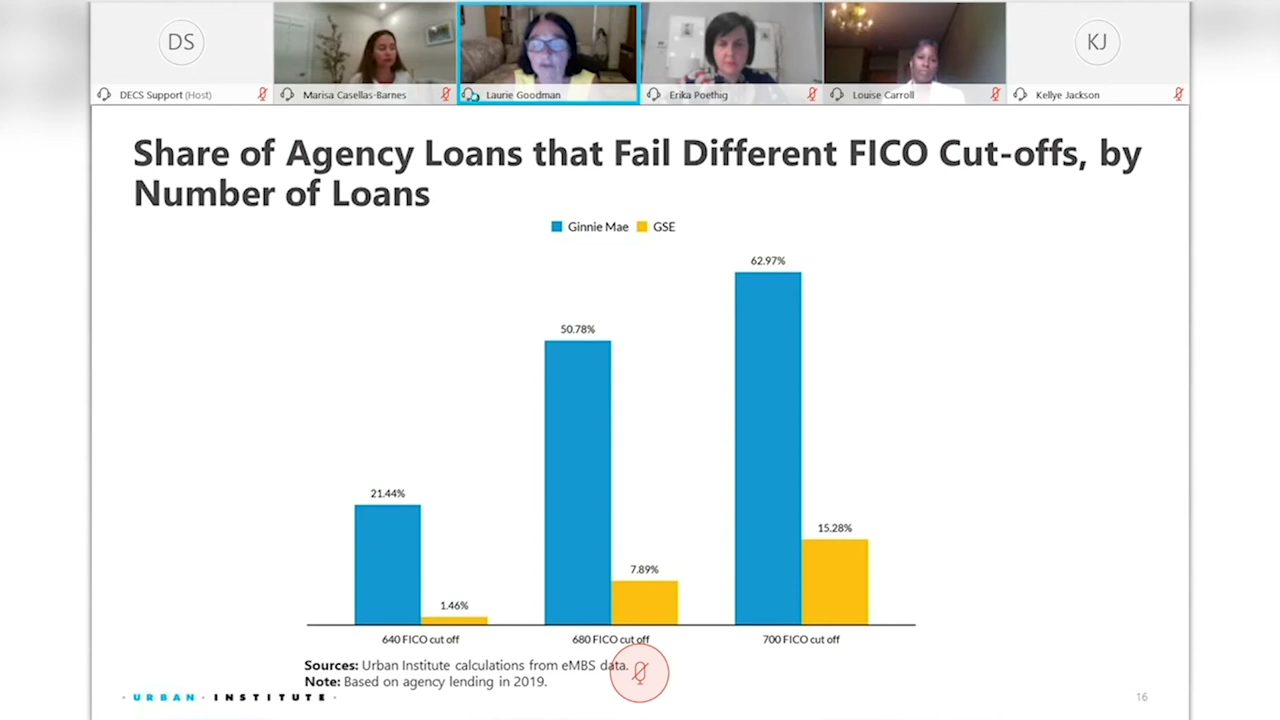 DS
KJ
DECS Support (Host)
Marisa Casellas-Barnes
Laurie Goodman
Erika Poethig
Louise Carroll
Kellye Jackson
Share of Agency Loans that Fail Different FICO Cut-offs, by
Number of Loans
Ginnie Mae GSE
62.97%
50.78%
21.44%
15.28%
7.89%
1.46%
640 FICO cut off
680 FICO cut off
700 FICO cut off
Sources: Urban Institute calculations from eMBS data.
Note: Based on agency lending in 2019.
· URBAN · INSTITUTE ·
16